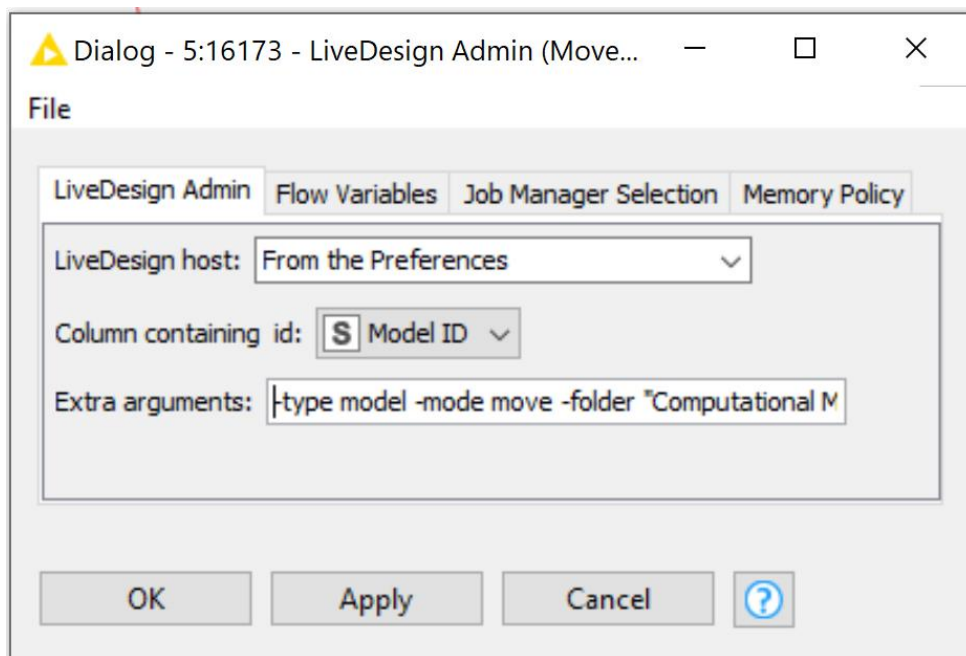 Dialog - 5:16173 - LiveDesign Admin (Move...
File
LiveDesign Admin Flow Variables Job Manager Selection Memory Policy
LiveDesign host: From the Preferences
Column containing id: S Model ID
Extra arguments: -type model -mode move -folder "Computational M
OK Apply Cancel ?